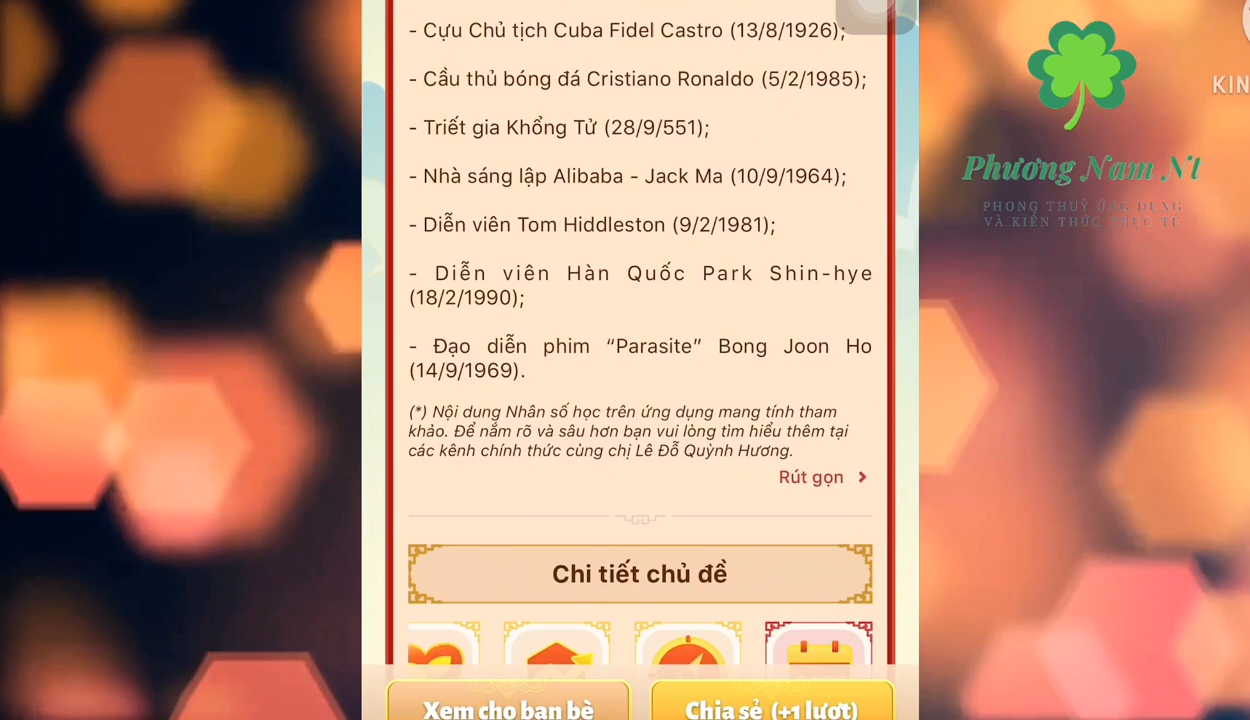 - Cựu Chủ tịch Cuba Fidel Castro (13/8/1926);
- Cầu thủ bóng đá Cristiano Ronaldo (5/2/1985);
- Triết gia Khổng Tử (28/9/551);
- Nhà sáng lập Alibaba - Jack Ma (10/9/1964);
- Diễn viên Tom Hiddleston (9/2/1981);
- Diễn viên Hàn Quốc Park Shin-hye
(18/2/1990);
- Đạo diễn phim “Parasite” Bong Joon Ho
(14/9/1969).
(*) Nội dung Nhân số học trên ứng dụng mang tính tham
khảo. Để nắm rõ và sâu hơn bạn vui lòng tìm hiểu thêm tại
các kênh chính thức cùng chị Lê Đỗ Quỳnh Hương.
Rút gọn
Chi tiết chủ đề
Xem cho bạn bè
Chia sẻ (+1 lượt)
KIN
Phương Nam Nt
PHONG THUỶ ỨNG DỤNG
VÀ KIẾN THỨC THỰC TẾ